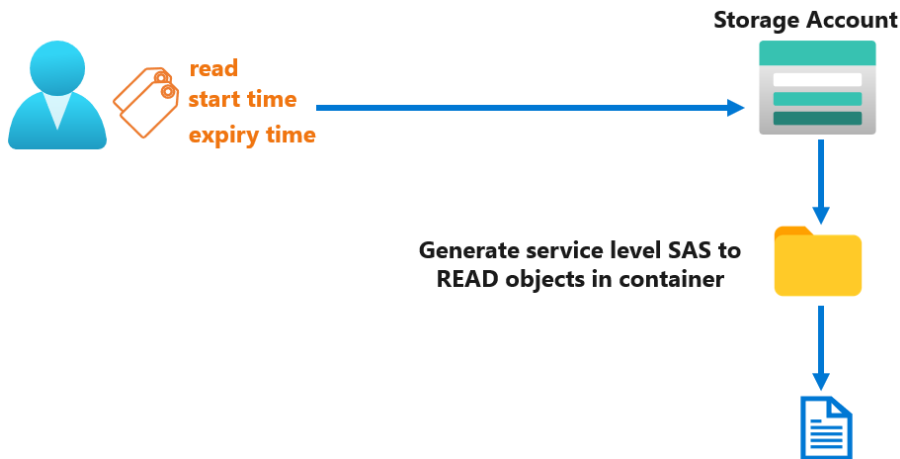 Storage Account
read
start time
expiry time
Generate service level SAS to
READ objects in container